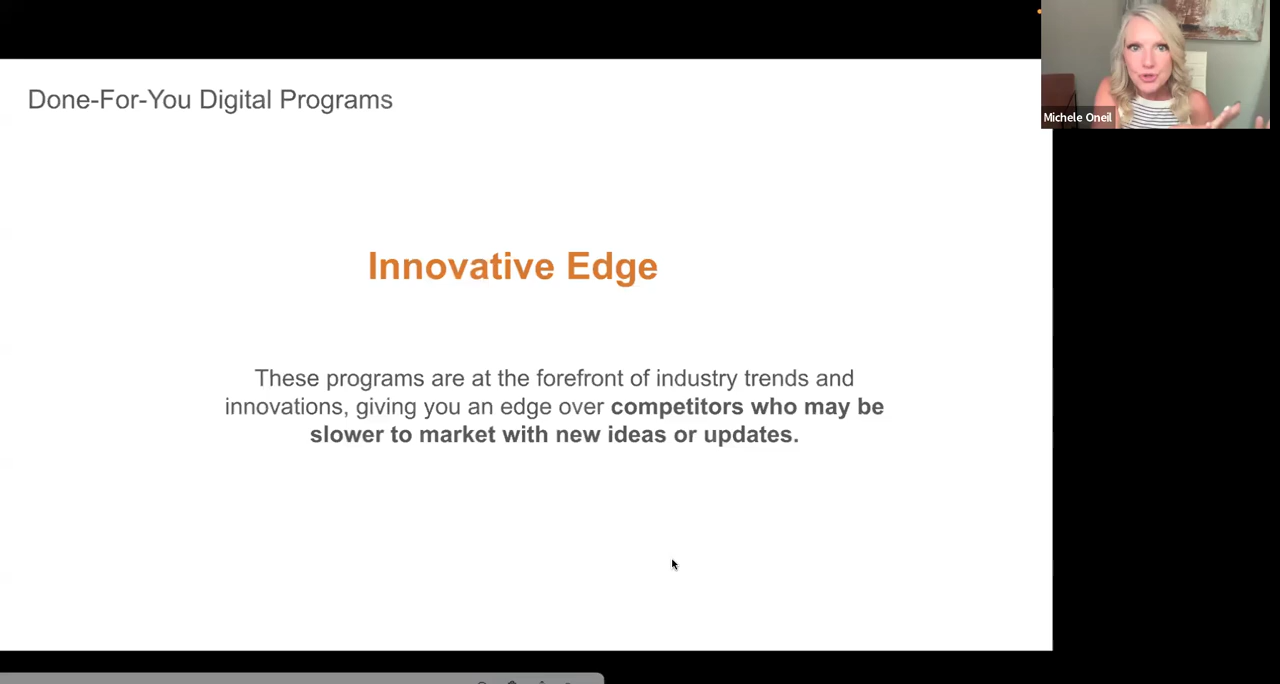 Done-For-You Digital Programs
Michele Oneil
Innovative Edge
These programs are at the forefront of industry trends and
innovations, giving you an edge over competitors who may be
slower to market with new ideas or updates.